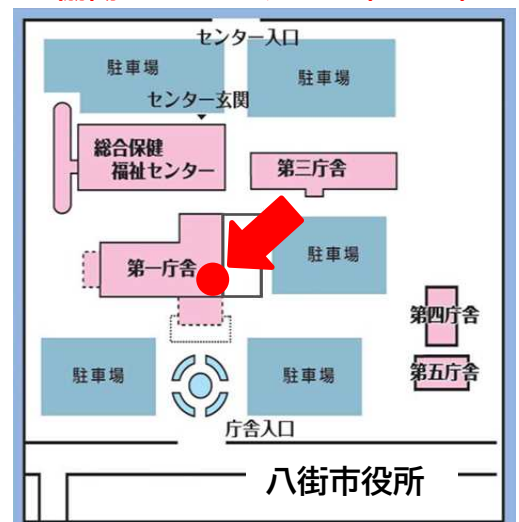 センター入口
駐車場
駐車場
センター玄関
総合保健
福祉センター
第三庁舎
第一庁舎
駐車場
第四庁舎
駐車場
駐車場
第五庁舎
庁舎入口
八街市役所